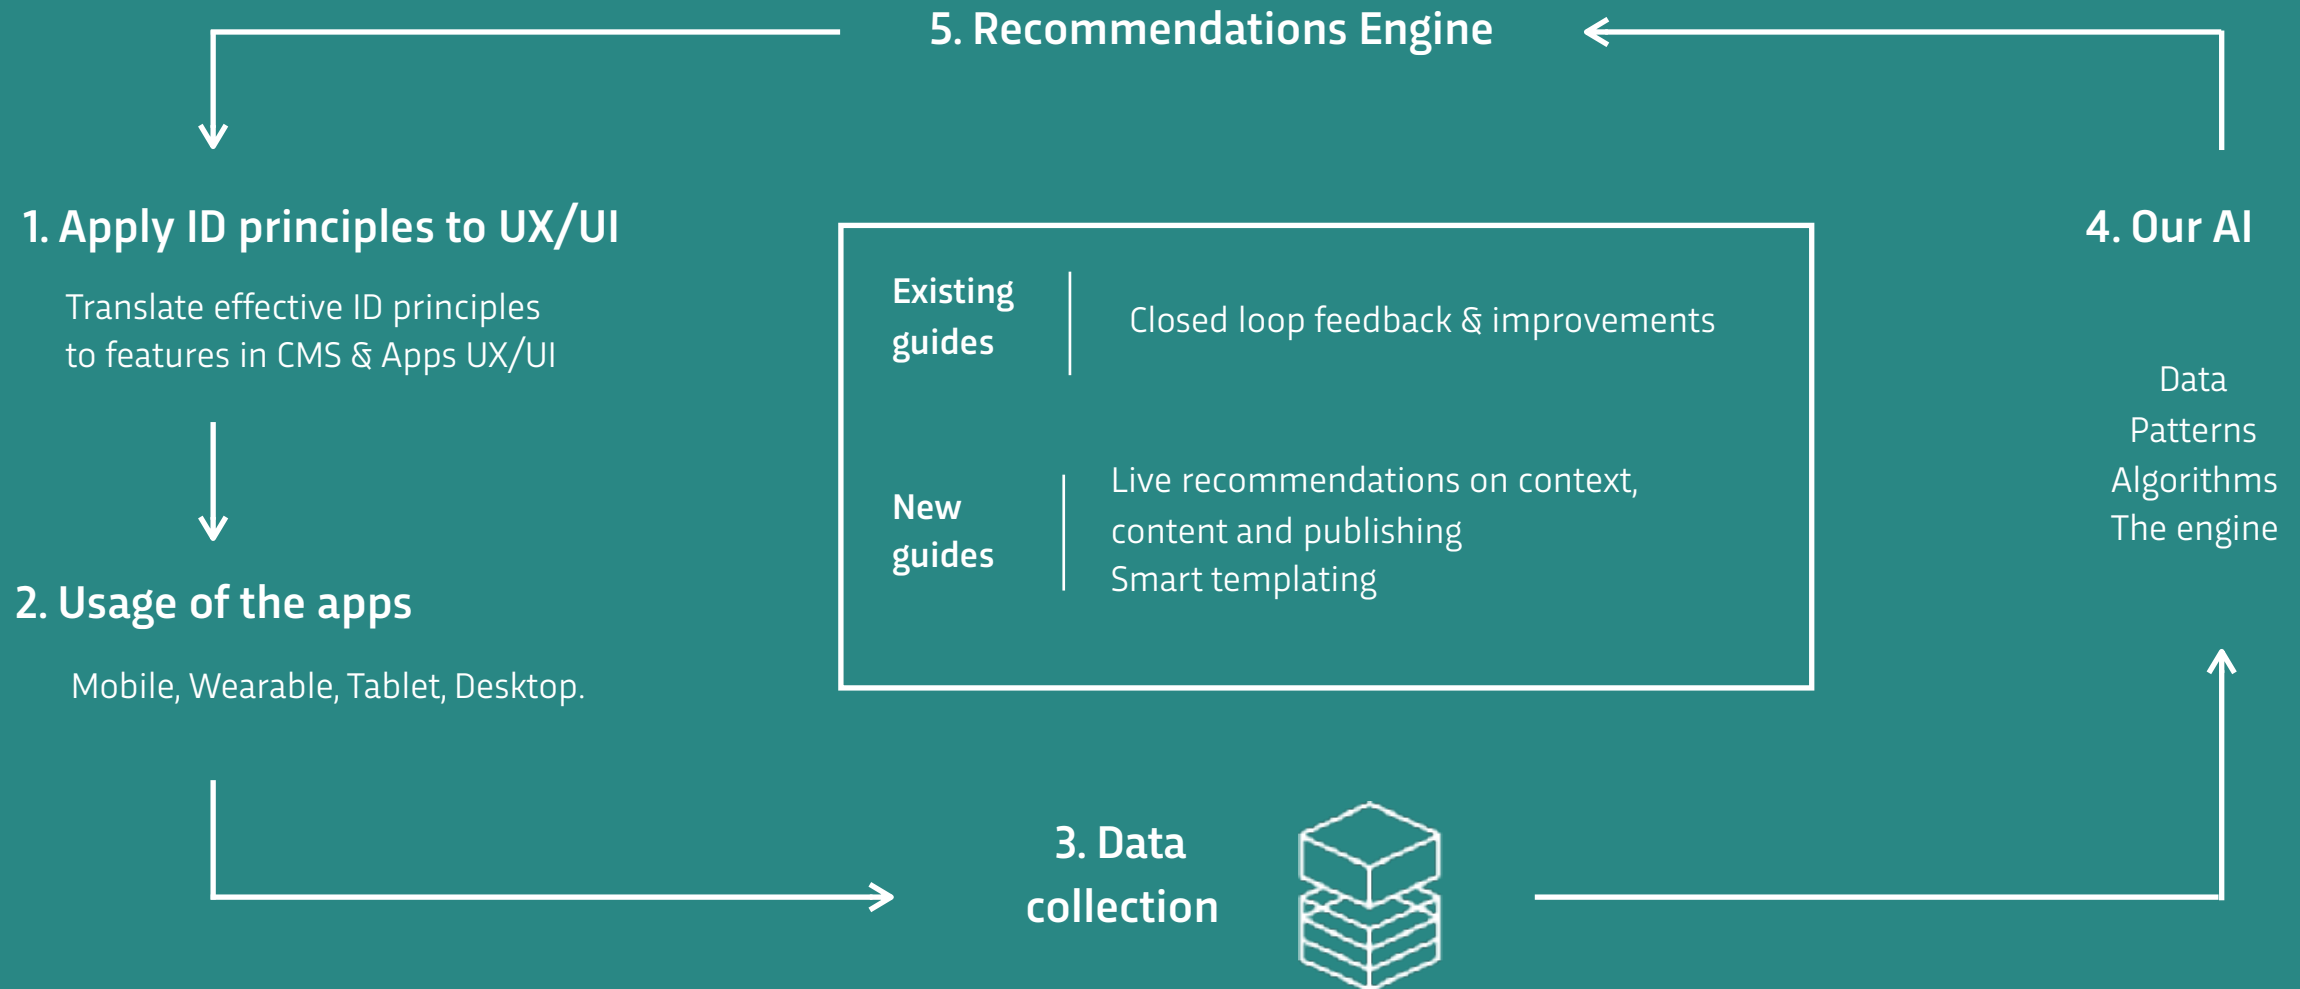 5. Recommendations Engine
1. Apply ID principles to UX/UI
Translate effective ID principles
to features in CMS & Apps UX/UI
2. Usage of the apps
Mobile, Wearable, Tablet, Desktop.
Existing
guides
Closed loop feedback & improvements
New
guides
Live recommendations on context,
content and publishing
Smart templating
3. Data
collection
4. Our AI
Data
Patterns
Algorithms
The engine